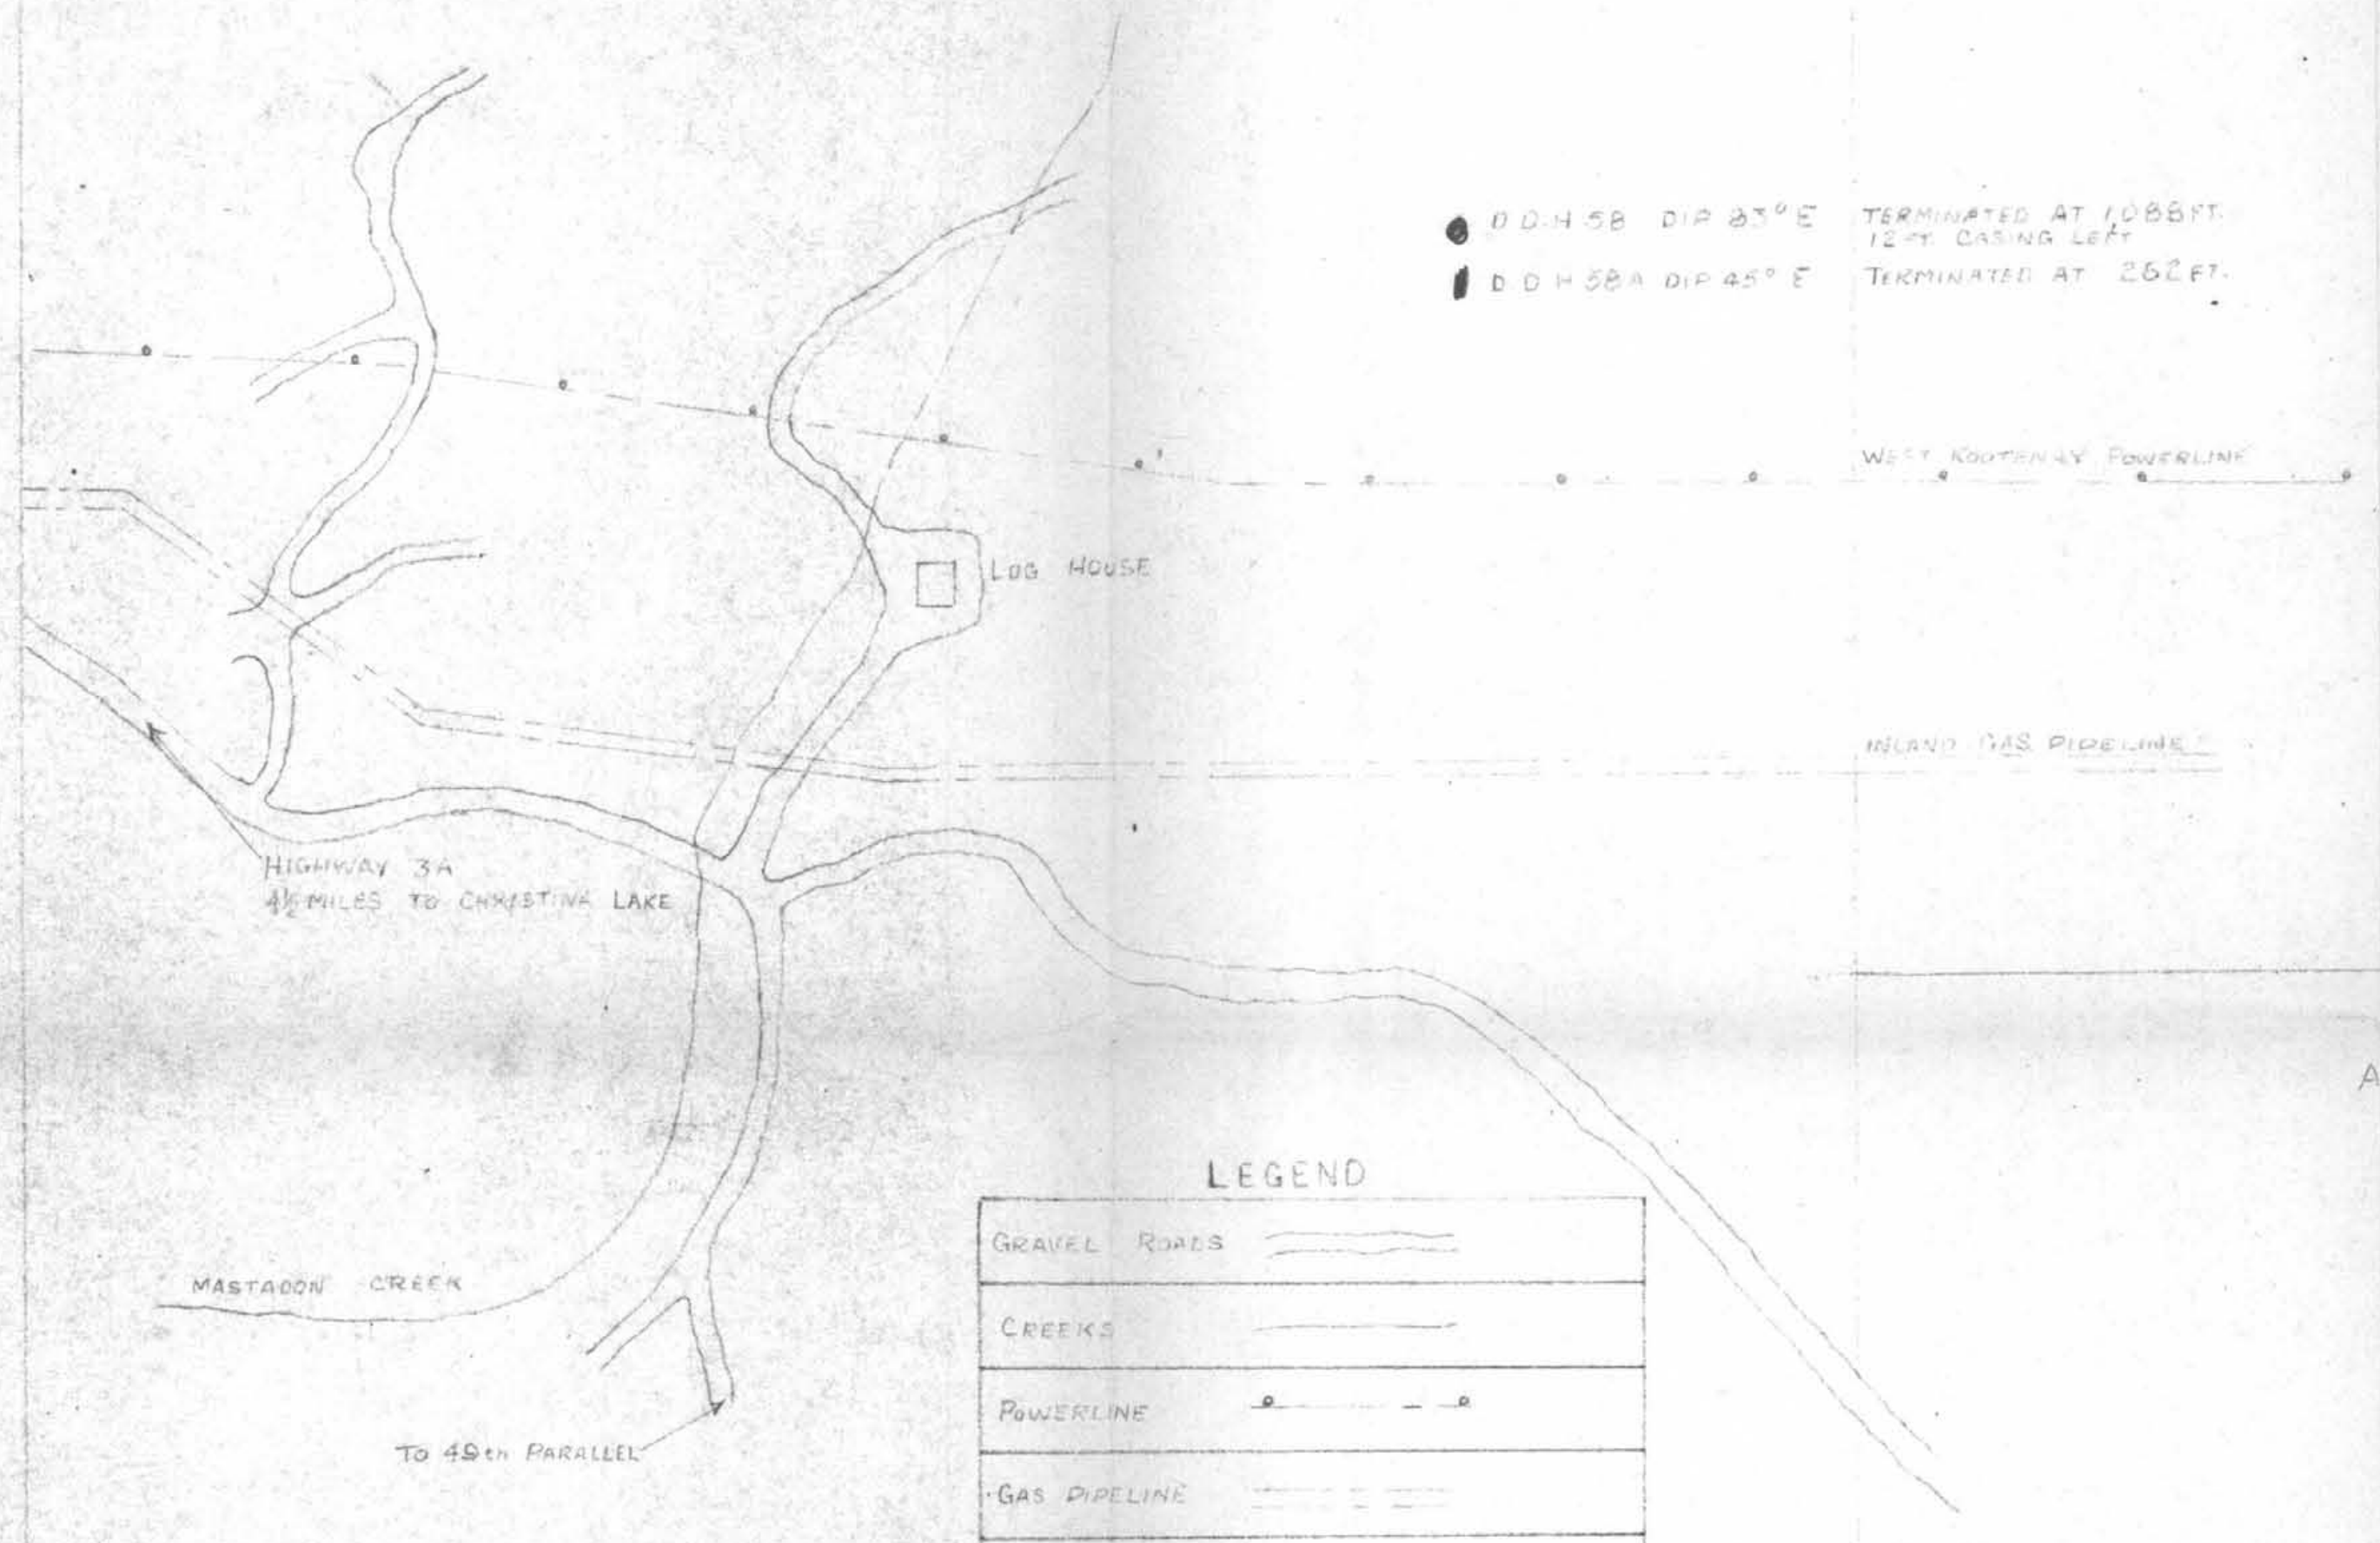 D.D.H 58 DIP 83° E TERMINATED AT 1,088 FT.
12 FT. CASING LEFT
D D H 58A DIP 45° E TERMINATED AT 262 FT.
WEST KOOTENAY POWERLINE
LOG HOUSE
INLAND GAS PIPELINE
HIGHWAY 3A
4½ MILES TO CHRISTINA LAKE
A
LEGEND
GRAVEL ROADS
MASTADON CREEK
CREEKS
POWERLINE
TO 49th PARALLEL
GAS PIPELINE